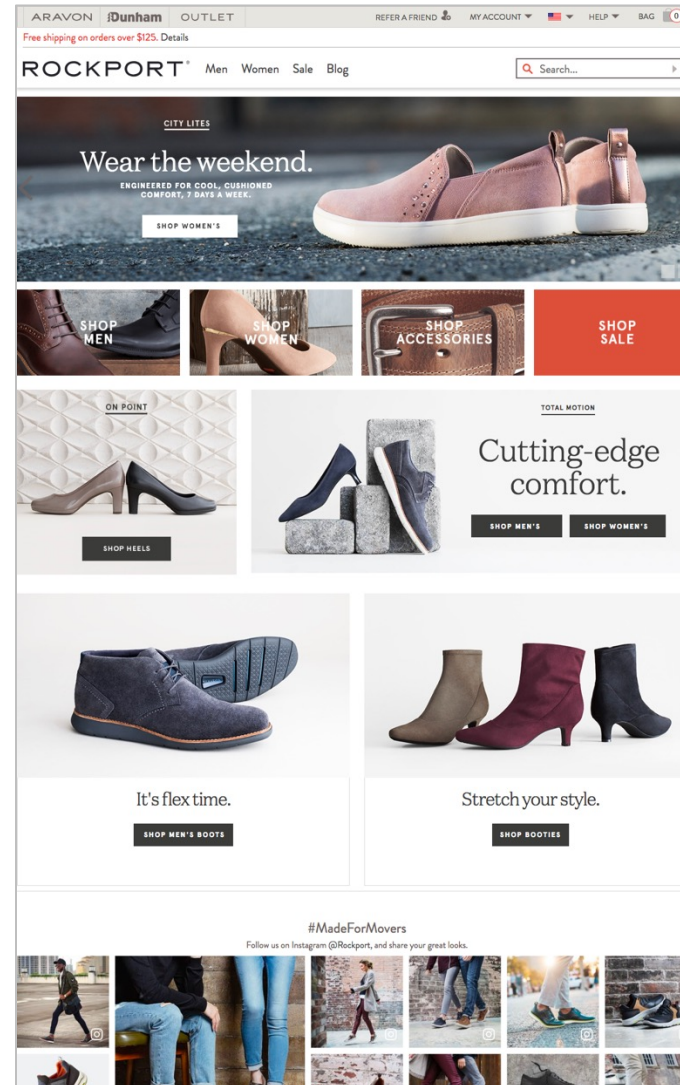 ARAVON Dunham OUTLET REFER A FRIEND MY ACCOUNT HELP BAG 0
Free shipping on orders over $125. Details
ROCKPORT Men Women Sale Blog Search...
CITY LITES
Wear the weekend.
ENGINEERED FOR COOL, CUSHIONED
COMFORT, 7 DAYS A WEEK.
SHOP WOMEN'S
SHOP
MEN
SHOP
WOMEN
SHOP
ACCESSORIES
SHOP
SALE
ON POINT
SHOP HEELS
TOTAL MOTION
Cutting-edge
comfort.
SHOP MEN'S SHOP WOMEN'S
It's flex time.
SHOP MEN'S BOOTS
Stretch your style.
SHOP BOOTIES
#MadeForMovers
Follow us on Instagram @Rockport, and share your great looks.